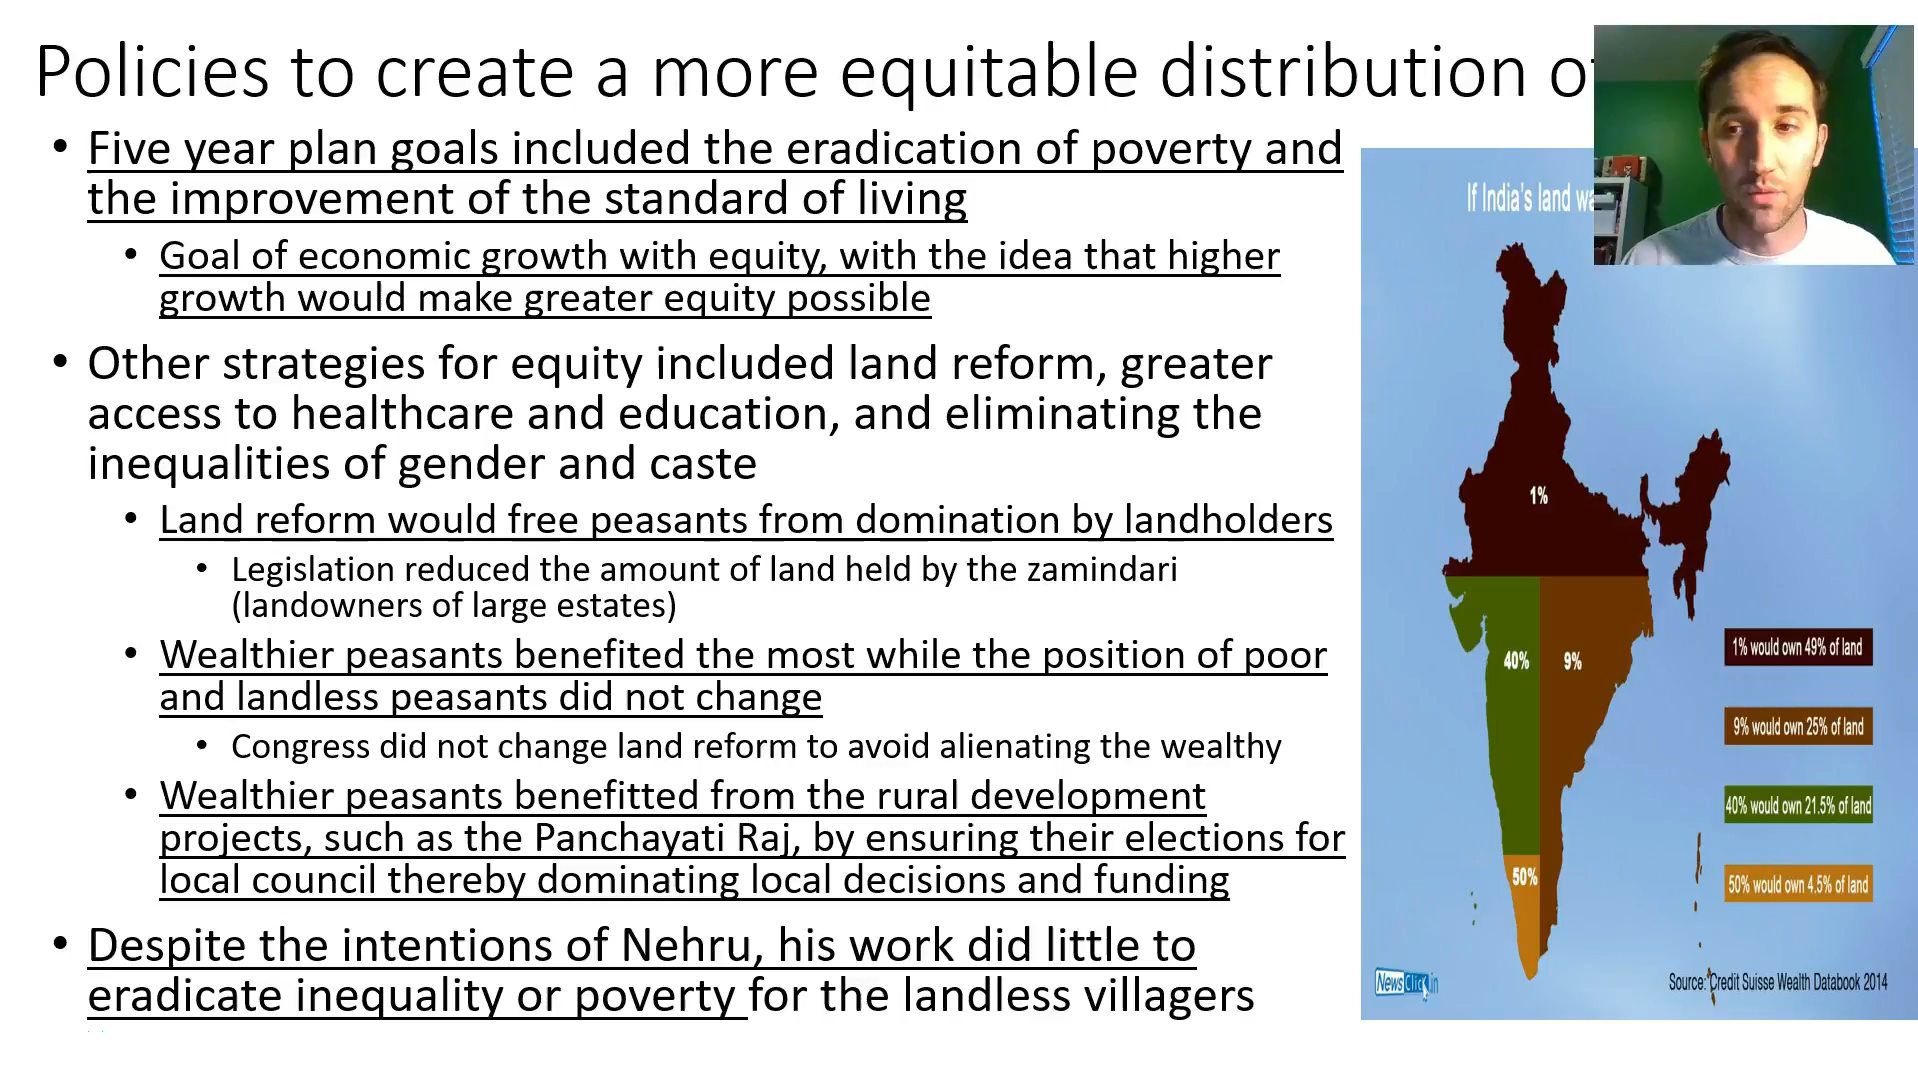 Policies to create a more equitable distribution of
• Five year plan goals included the eradication of poverty and
the improvement of the standard of living
• Goal of economic growth with equity, with the idea that higher
growth would make greater equity possible
• Other strategies for equity included land reform, greater
access to healthcare and education, and eliminating the
inequalities of gender and caste
• Land reform would free peasants from domination by landholders
• Legislation reduced the amount of land held by the zamindari
(landowners of large estates)
• Wealthier peasants benefited the most while the position of poor
and landless peasants did not change
• Congress did not change land reform to avoid alienating the wealthy
• Wealthier peasants benefitted from the rural development
projects, such as the Panchayati Raj, by ensuring their elections for
local council thereby dominating local decisions and funding
• Despite the intentions of Nehru, his work did little to
eradicate inequality or poverty for the landless villagers
If India's land
1%
40%
9%
50%
1% would own 49% of land
9% would own 25% of land
40% would own 21.5% of land
50% would own 4.5% of land
NewsClick.in
Source: Credit Suisse Wealth Databook 2014